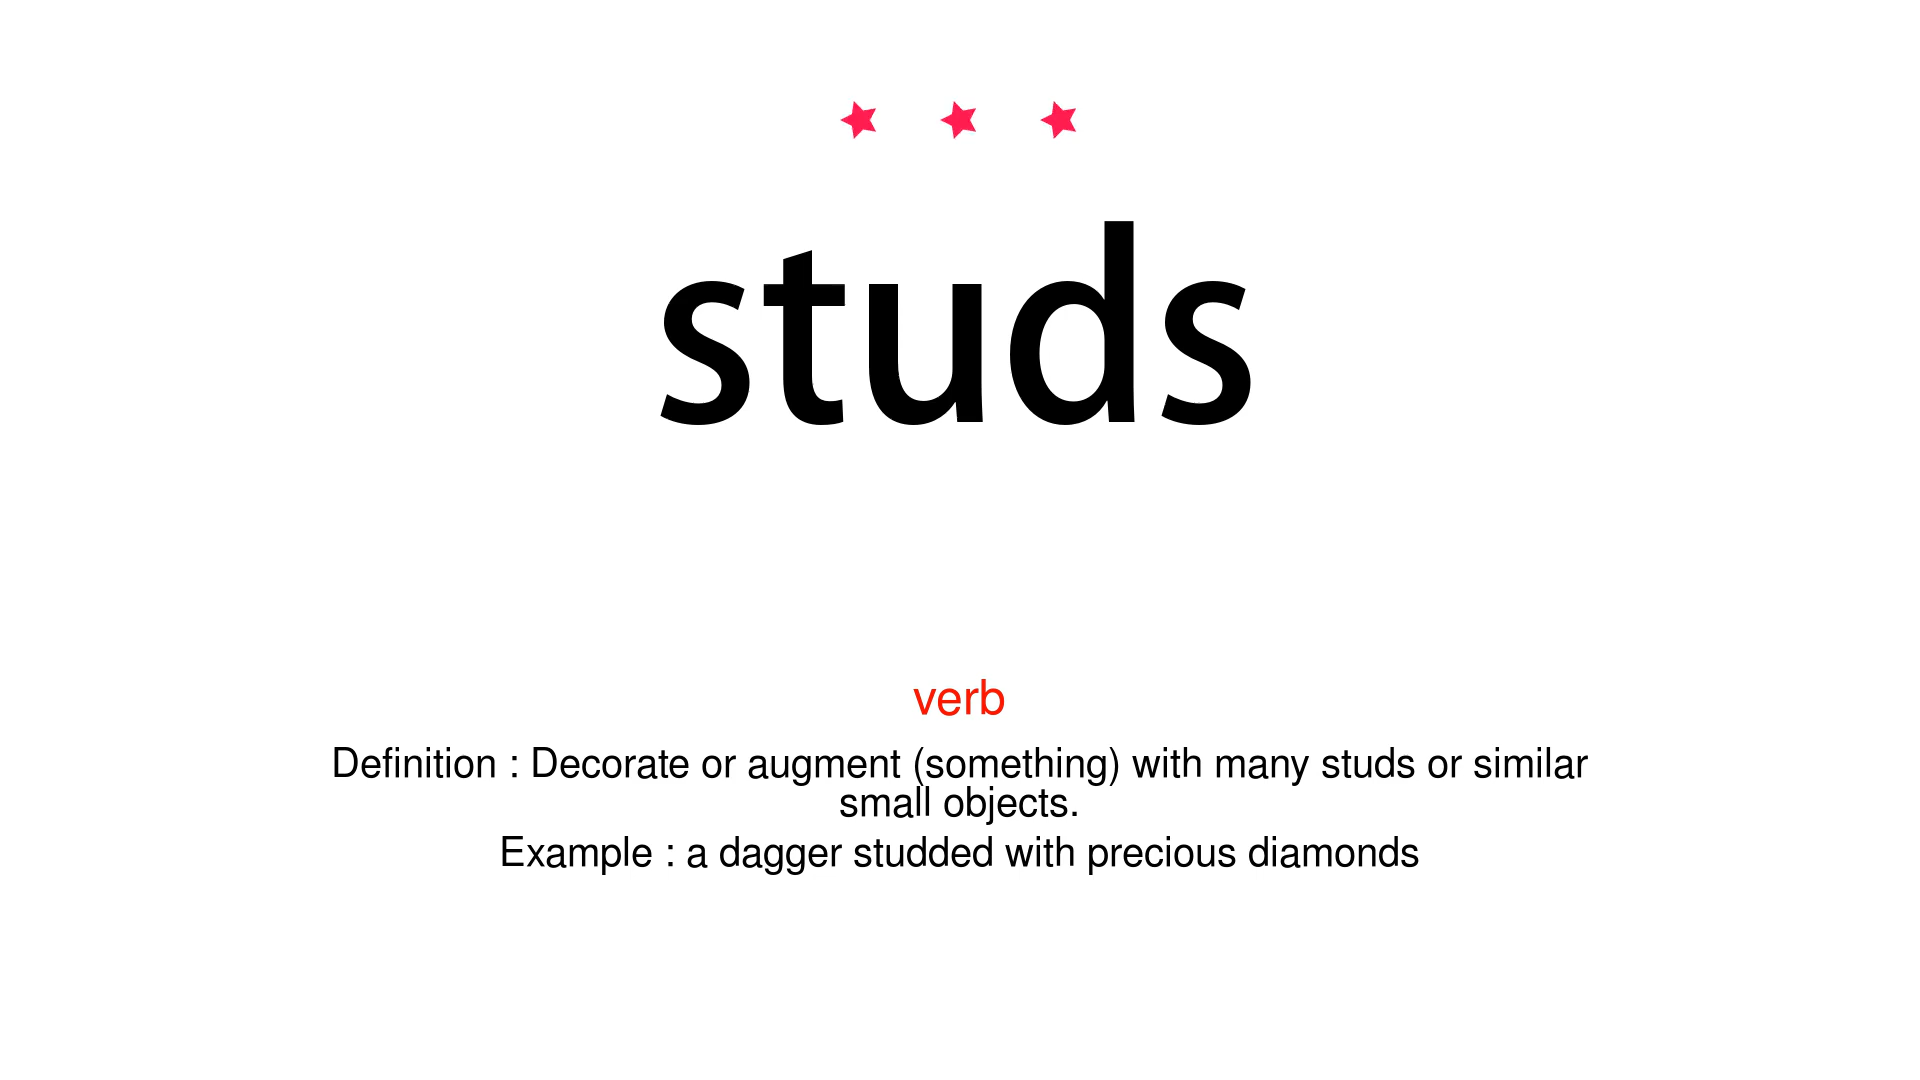 studs
verb
Definition : Decorate or augment (something) with many studs or similar
small objects.
Example : a dagger studded with precious diamonds